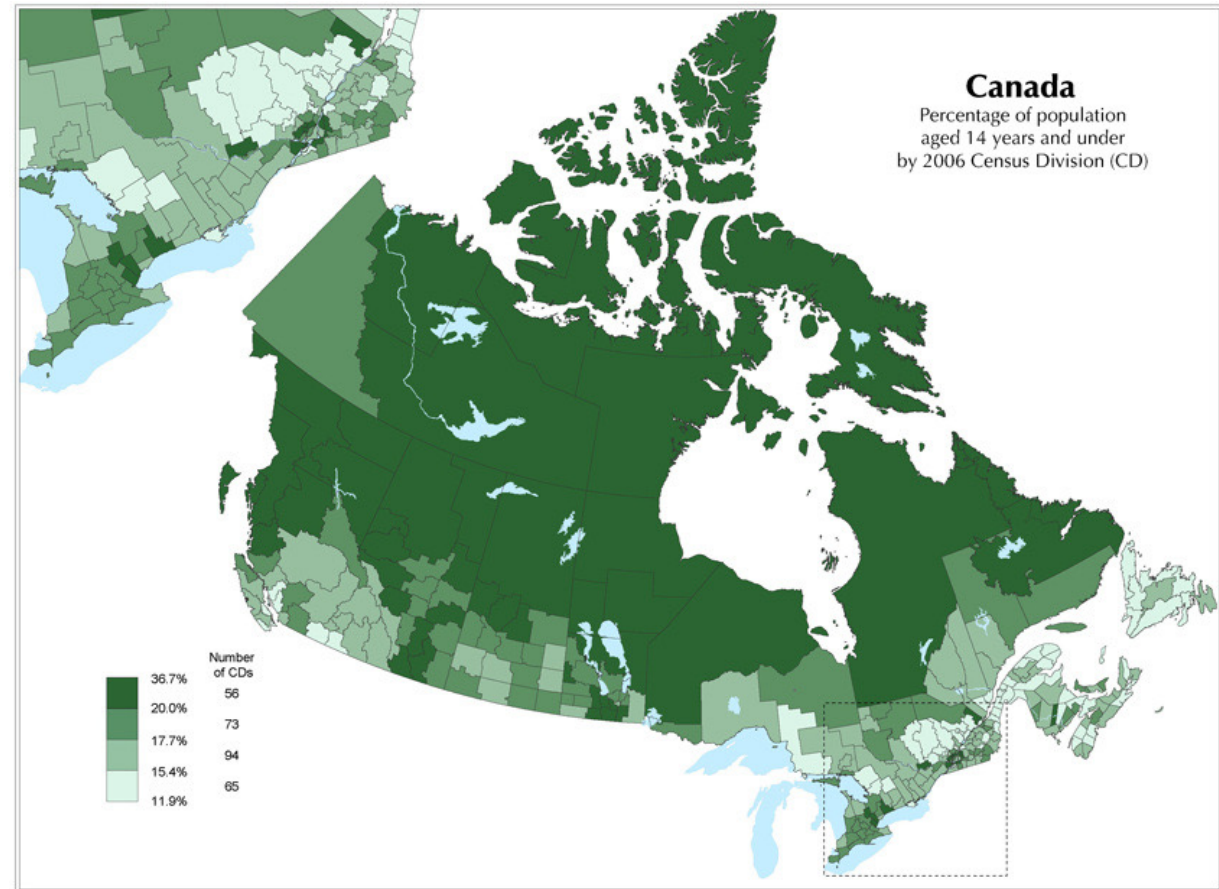 Canada
Percentage of population
aged 14 years and under
by 2006 Census Division (CD)
Number
of CDs
36.7%
56
20.0%
73
17.7%
94
15.4%
65
11.9%